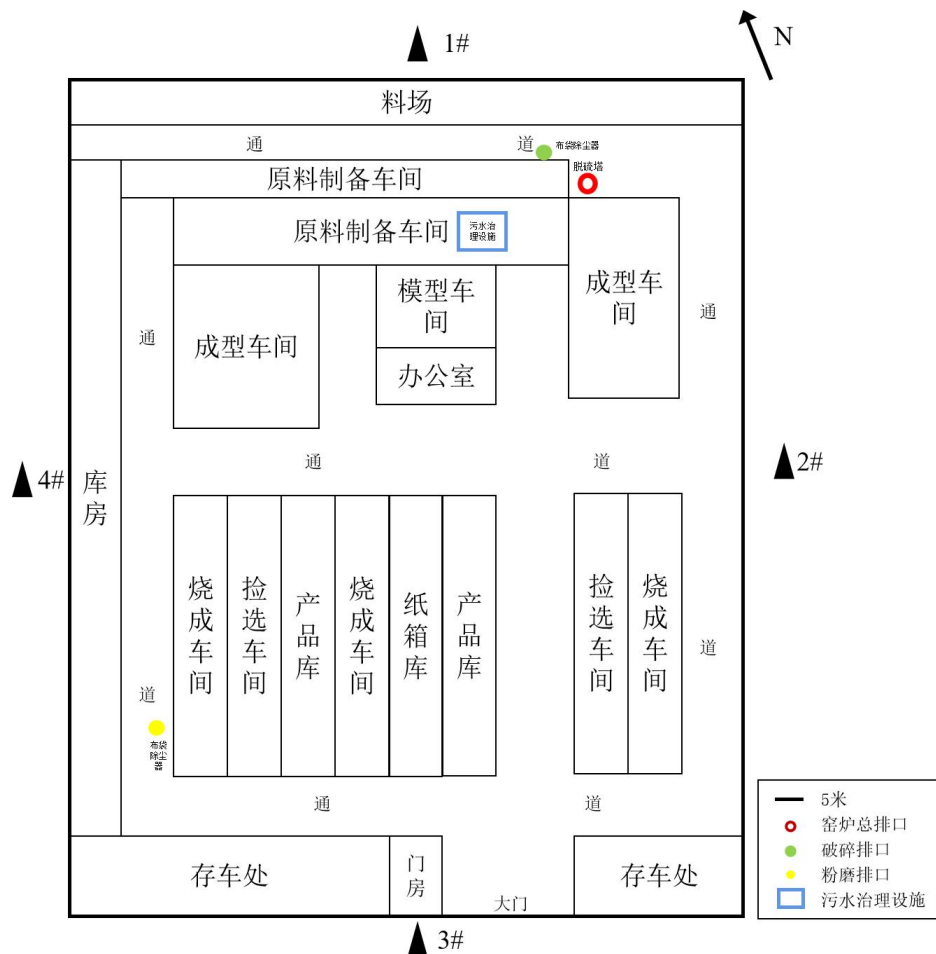 1#
N
料场
通
道
布袋除尘器
脱硫塔
原料制备车间
原料制备车间
污水治
理设施
成型车
间
模型车
间
通
通
成型车间
办公室
通
道
4#
2#
库房
烧成车间
捡选车间
产品库
烧成车间
纸箱库
产品库
捡选车间
烧成车间
道
道
布袋
除尘
器
通
道
5米
窑炉总排口
破碎排口
粉磨排口
污水治理设施
存车处
门
房
大门
存车处
3#